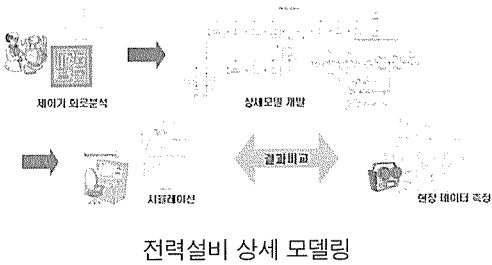 제어기 회로분석
상세모델 개발
시뮬레이션
결과비교
현장 데이터 측정
전력설비 상세 모델링